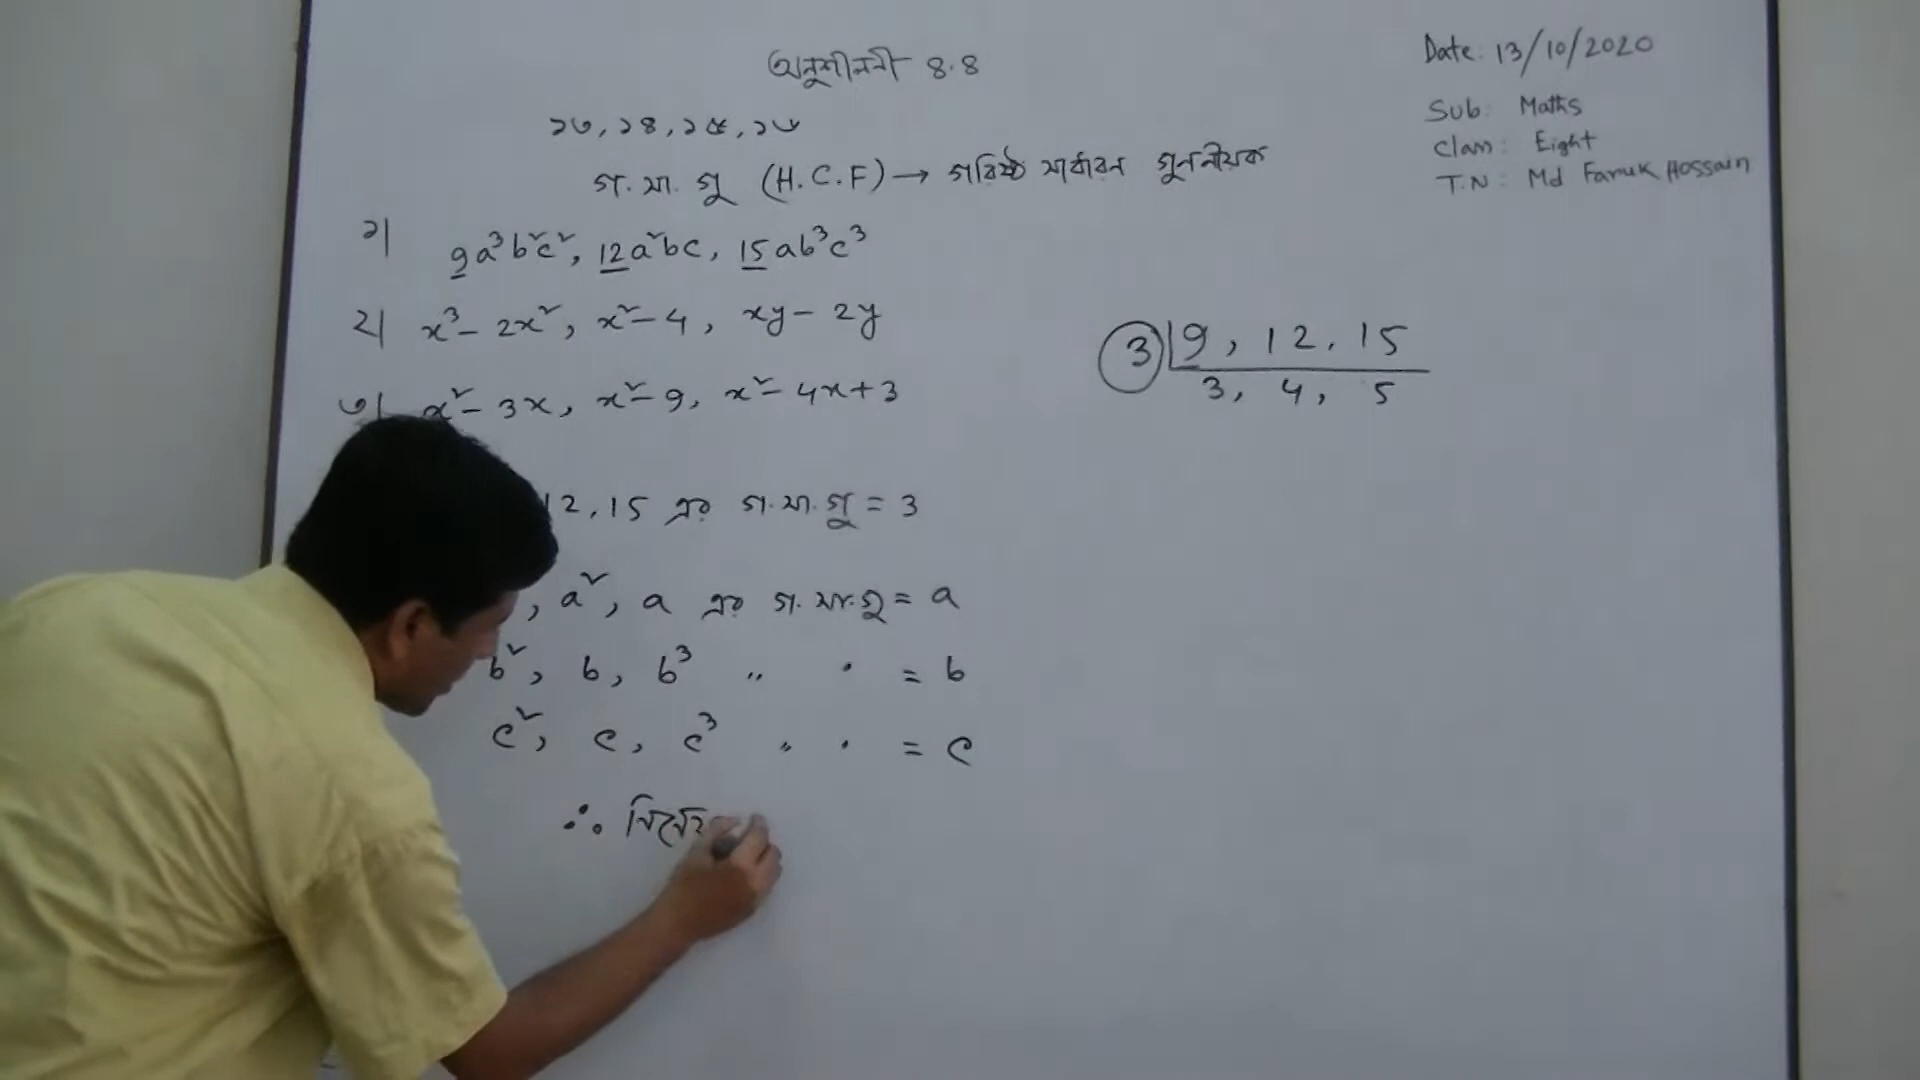 অনুশীলনী ৪.৪
Date: 13/10/2020
Sub: Maths
Class: Eight
T.N: Md Faruk Hossain
১৩, ১৪, ১৫, ১৬
গ. সা. গু (H.C.F) → গরিষ্ঠ সাধারন গুননীয়ক
১| 9a³b²c², 12a²bc, 15ab³c³
২| x³- 2x², x²- 4, xy- 2y
৩| x²- 3x, x²- 9, x²- 4x+3
3 | 9, 12, 15
3, 4, 5
12, 15 এর গ.সা.গু = 3
, a², a এর গ.সা.গু = a
b², b, b³ " " = b
c², c, c³ " " = c
∴ নির্ণেয়